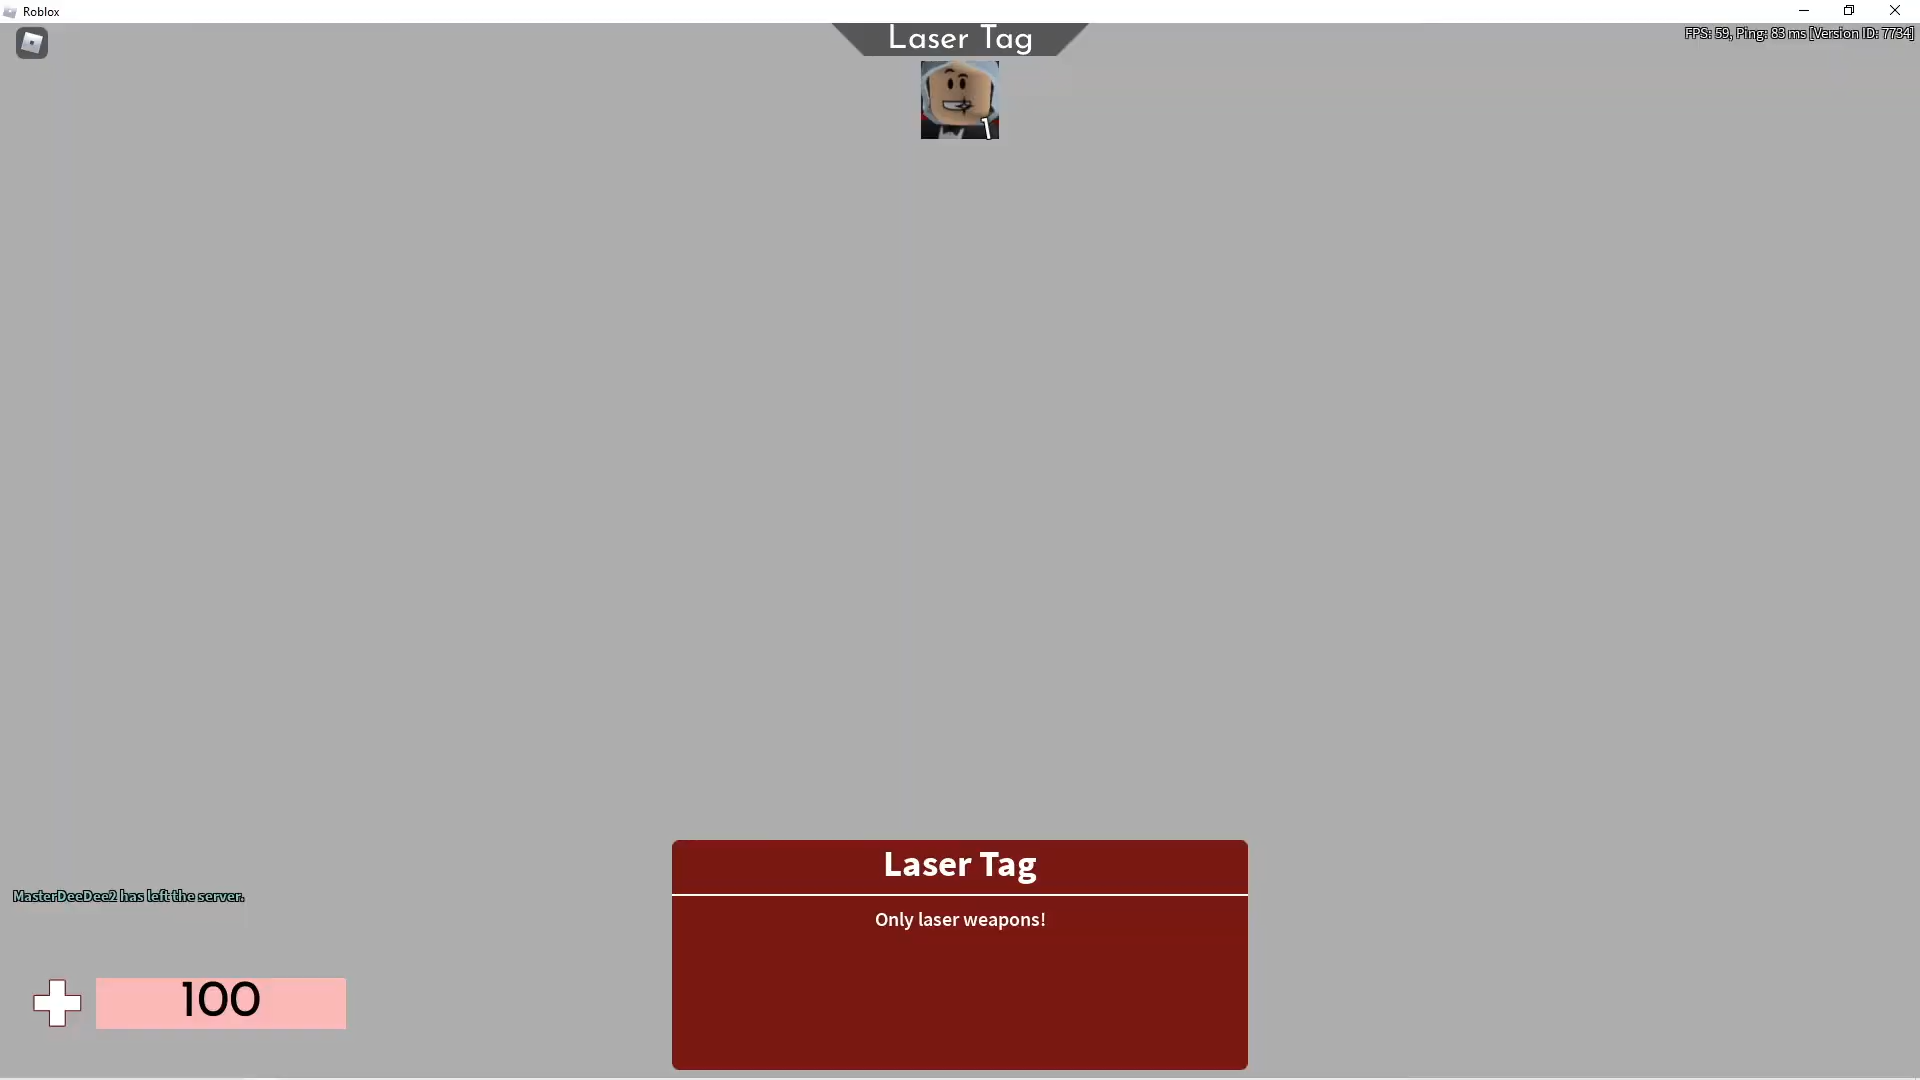 Roblox
Laser Tag
FPS: 59, Ping: 83 ms [Version ID: 7734]
1
MasterDeeDee2 has left the server.
100
Laser Tag
Only laser weapons!